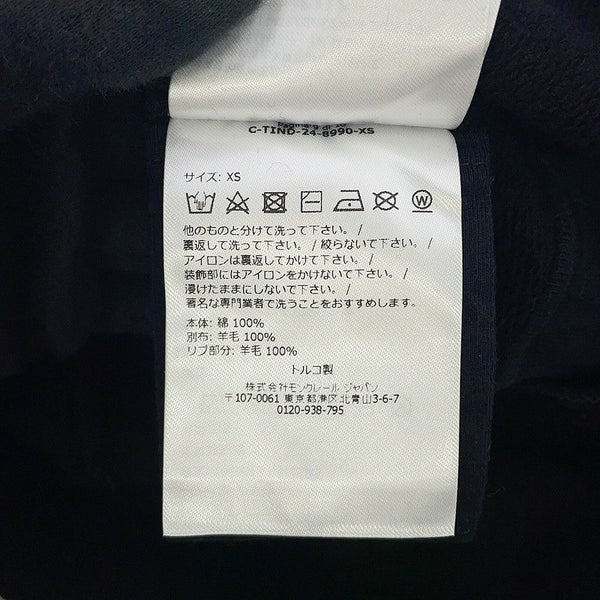 Pagina 9 di 10
C-TIND-24-8990-XS
サイズ: XS
W
他のものと分けて洗って下さい。/
裏返して洗って下さい。/ 絞らないで下さい。/
アイロンは裏返してかけて下さい。/
装飾部にはアイロンをかけないで下さい。/
浸けたままにしないで下さい。/
著名な専門業者で洗うことをおすすめします。
本体: 綿 100%
別布: 羊毛 100%
リブ部分: 羊毛 100%
トルコ製
株式会社モンクレール ジャパン
〒107-0061 東京都港区北青山3-6-7
0120-938-795